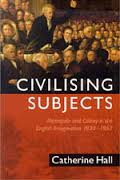 CIVILISING
SUBJECTS
Metropole and Colony in the
English Imagination 1830–1867
Catherine Hall